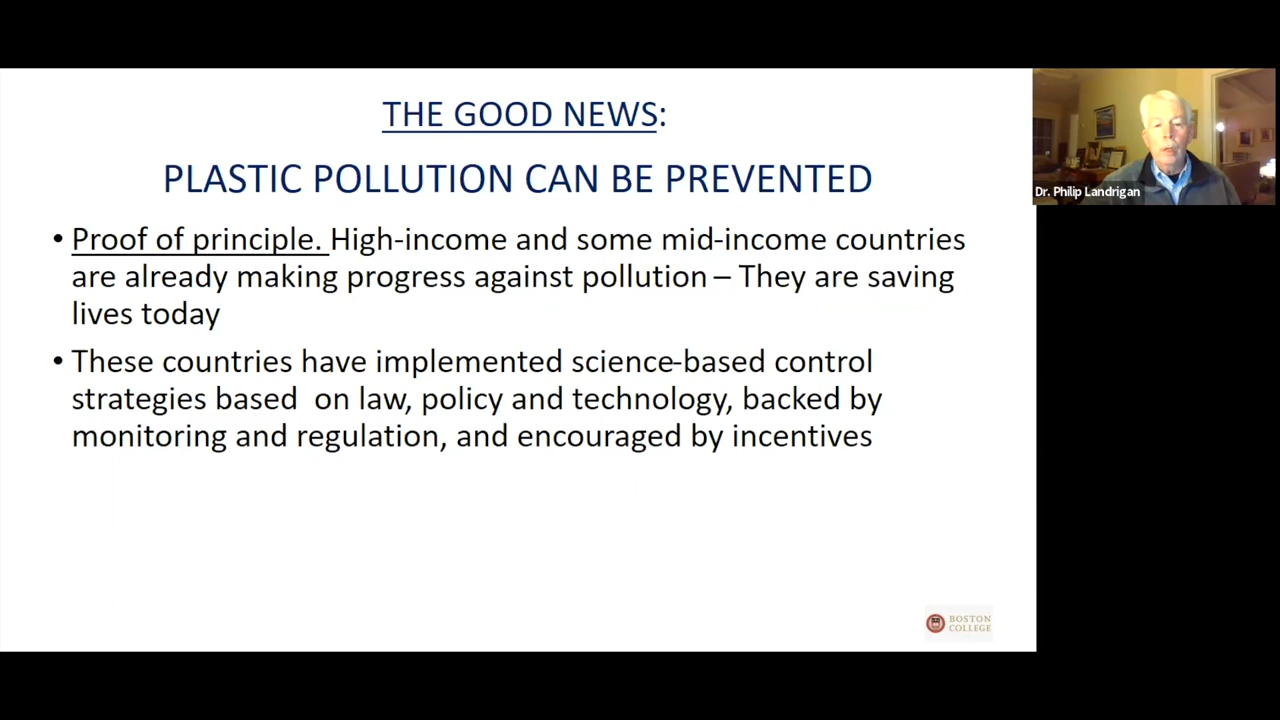 THE GOOD NEWS:
PLASTIC POLLUTION CAN BE PREVENTED
• Proof of principle. High-income and some mid-income countries
are already making progress against pollution – They are saving
lives today
• These countries have implemented science-based control
strategies based  on law, policy and technology, backed by
monitoring and regulation, and encouraged by incentives
Dr. Philip Landrigan
BOSTON
COLLEGE